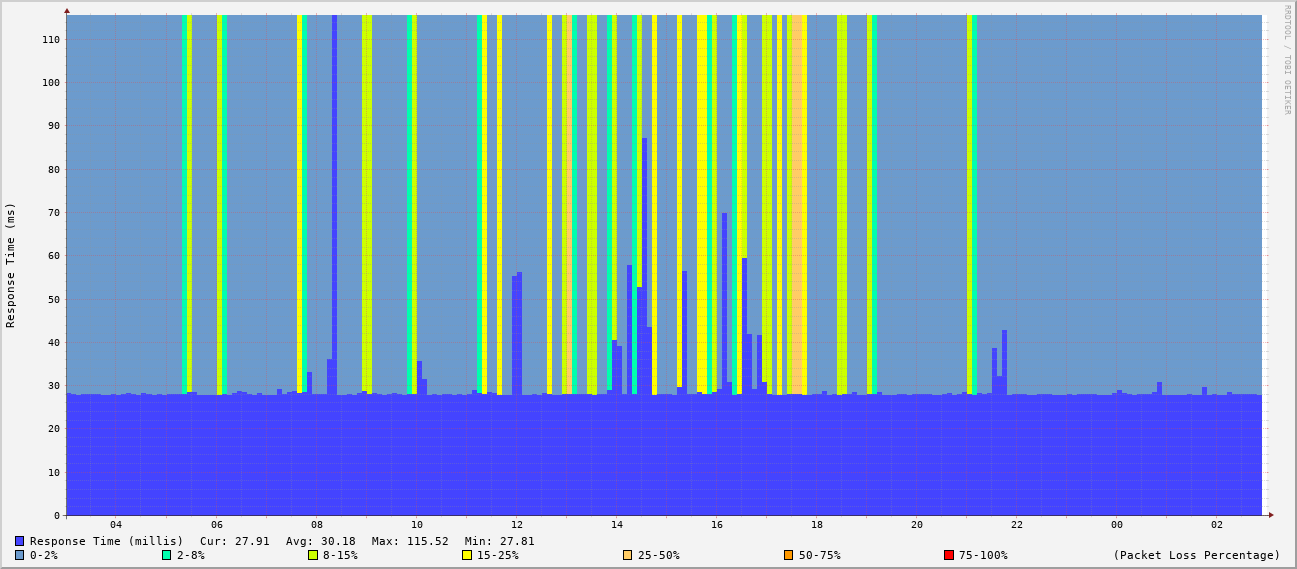 RRDTOOL / TOBI OETIKER
Response Time (ms)
110
100
90
80
70
60
50
40
30
20
10
0
04 06 08 10 12 14 16 18 20 22 00 02
Response Time (millis) Cur: 27.91 Avg: 30.18 Max: 115.52 Min: 27.81
0-2% 2-8% 8-15% 15-25% 25-50% 50-75% 75-100% (Packet Loss Percentage)